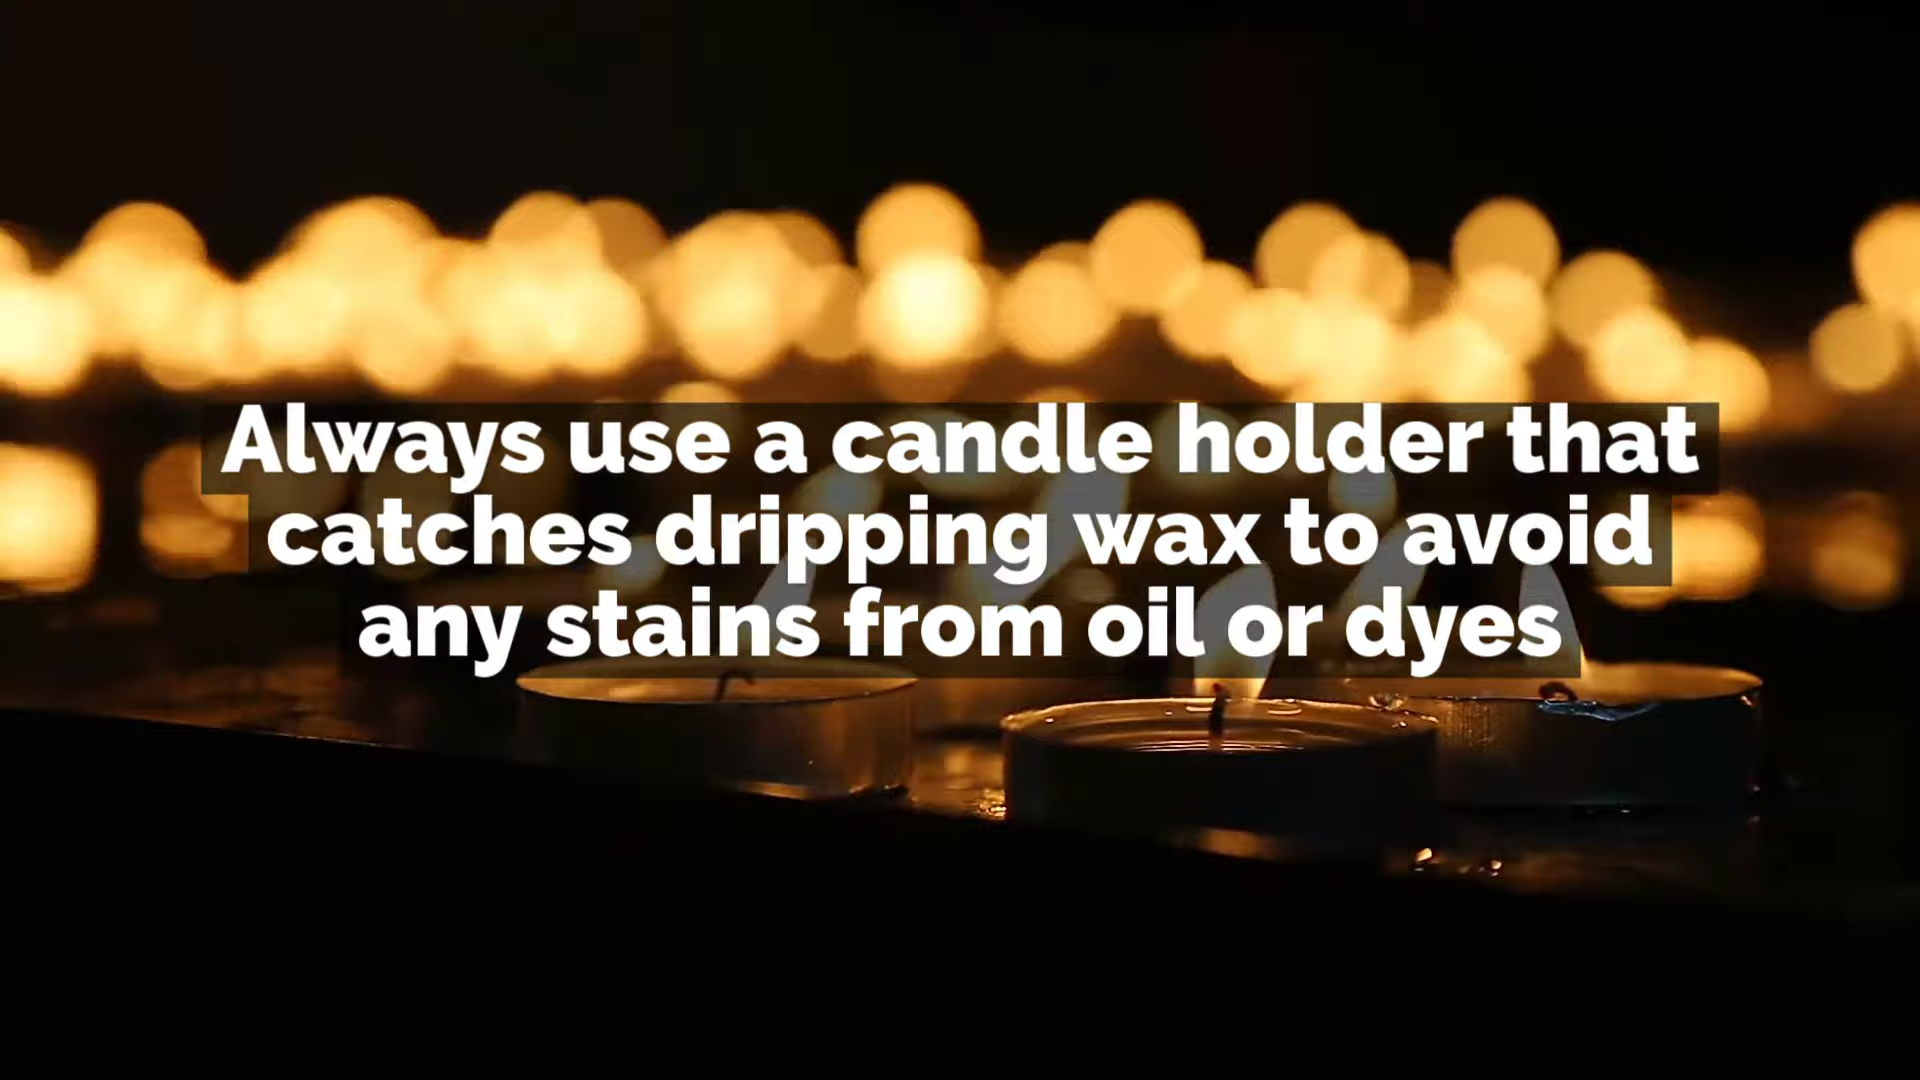 Always use a candle holder that
catches dripping wax to avoid
any stains from oil or dyes